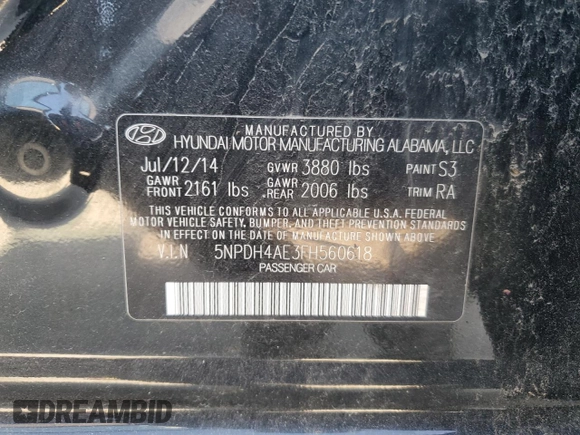 MANUFACTURED BY
HYUNDAI MOTOR MANUFACTURING ALABAMA, LLC
Jul/12/14 GVWR 3880 lbs PAINT S3
GAWR FRONT 2161 lbs GAWR REAR 2006 lbs TRIM RA
THIS VEHICLE CONFORMS TO ALL APPLICABLE U.S.A. FEDERAL
MOTOR VEHICLE SAFETY, BUMPER, AND THEFT PREVENTION
STANDARDS IN EFFECT ON THE DATE OF MANUFACTURE SHOWN ABOVE.
V.I.N 5NPDH4AE3FH560618
PASSENGER CAR
DREAMBID